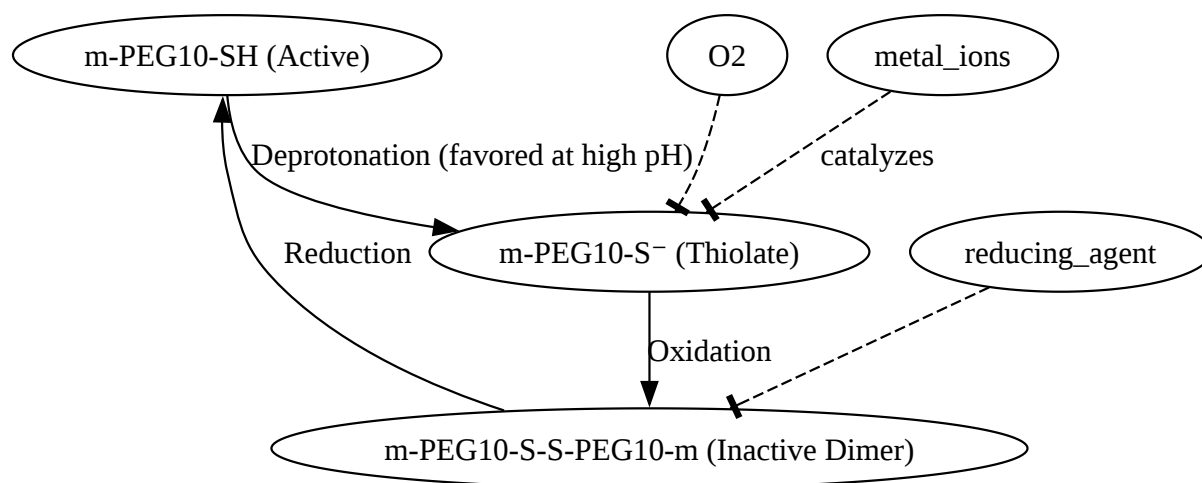 m-PEG10-SH (Active)
O2
metal_ions
Deprotonation (favored at high pH)
catalyzes
Reduction
m-PEG10-S⁻ (Thiolate)
reducing_agent
Oxidation
m-PEG10-S-S-PEG10-m (Inactive Dimer)